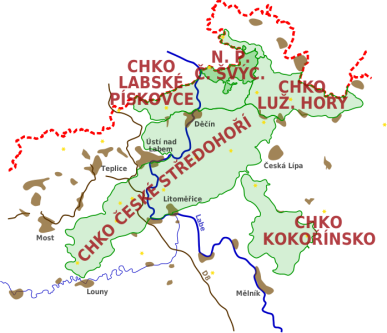 N. P.
Č. ŠVÝC.
CHKO
LABSKÉ
PÍSKOVCE
CHKO
LUŽ. HORY
Děčín
Ústí nad
Labem
Teplice
Česká Lípa
CHKO ČESKÉ STŘEDOHOŘÍ
Litoměřice
Labe
CHKO
KOKOŘÍNSKO
Most
D8
Louny
Mělník